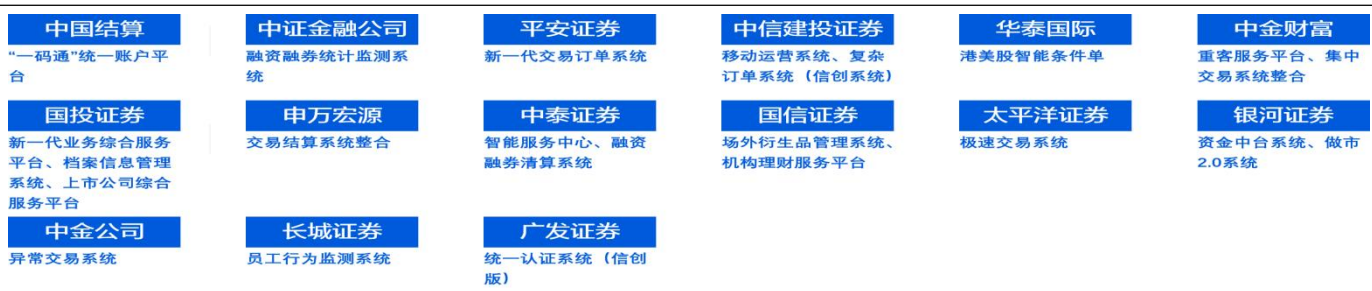 中国结算
“一码通”统一账户平
台
中证金融公司
融资融券统计监测系
统
平安证券
新一代交易订单系统
中信建投证券
移动运营系统、复杂
订单系统（信创系统）
华泰国际
港美股智能条件单
中金财富
重客服务平台、集中
交易系统整合
国投证券
新一代业务综合服务
平台、档案信息管理
系统、上市公司综合
服务平台
申万宏源
交易结算系统整合
中泰证券
智能服务中心、融资
融券清算系统
国信证券
场外衍生品管理系统、
机构理财服务平台
太平洋证券
极速交易系统
银河证券
资金中台系统、做市
2.0系统
中金公司
异常交易系统
长城证券
员工行为监测系统
广发证券
统一认证系统（信创
版）